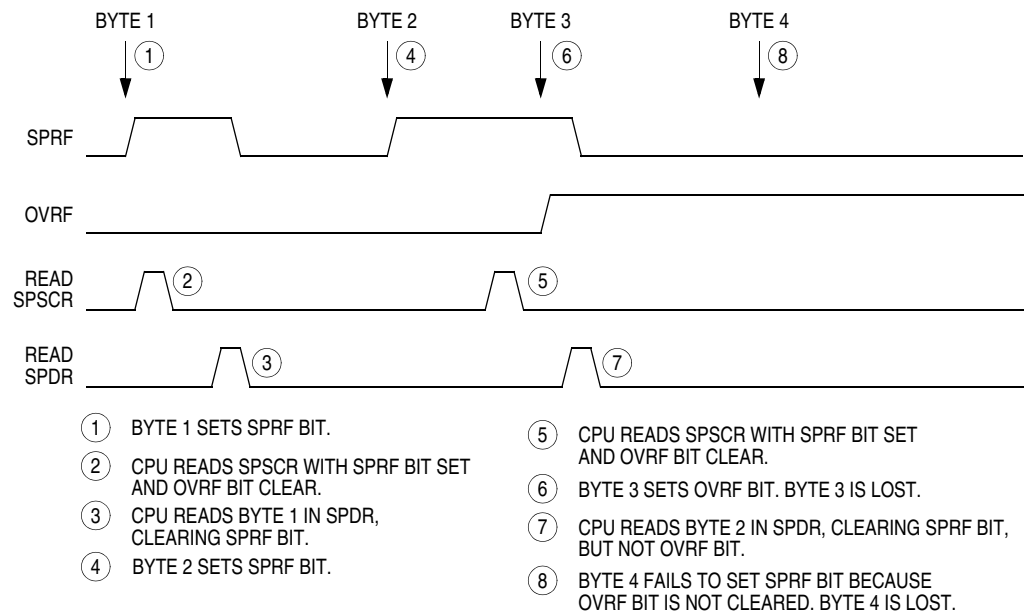 BYTE 1 BYTE 2 BYTE 3 BYTE 4
1 4 6 8
SPRF
OVRF
READ
SPSCR
2 5
READ
SPDR
3 7
1 BYTE 1 SETS SPRF BIT.
2 CPU READS SPSCR WITH SPRF BIT SET
AND OVRF BIT CLEAR.
3 CPU READS BYTE 1 IN SPDR,
CLEARING SPRF BIT.
4 BYTE 2 SETS SPRF BIT.
5 CPU READS SPSCR WITH SPRF BIT SET
AND OVRF BIT CLEAR.
6 BYTE 3 SETS OVRF BIT. BYTE 3 IS LOST.
7 CPU READS BYTE 2 IN SPDR, CLEARING SPRF BIT,
BUT NOT OVRF BIT.
8 BYTE 4 FAILS TO SET SPRF BIT BECAUSE
OVRF BIT IS NOT CLEARED. BYTE 4 IS LOST.